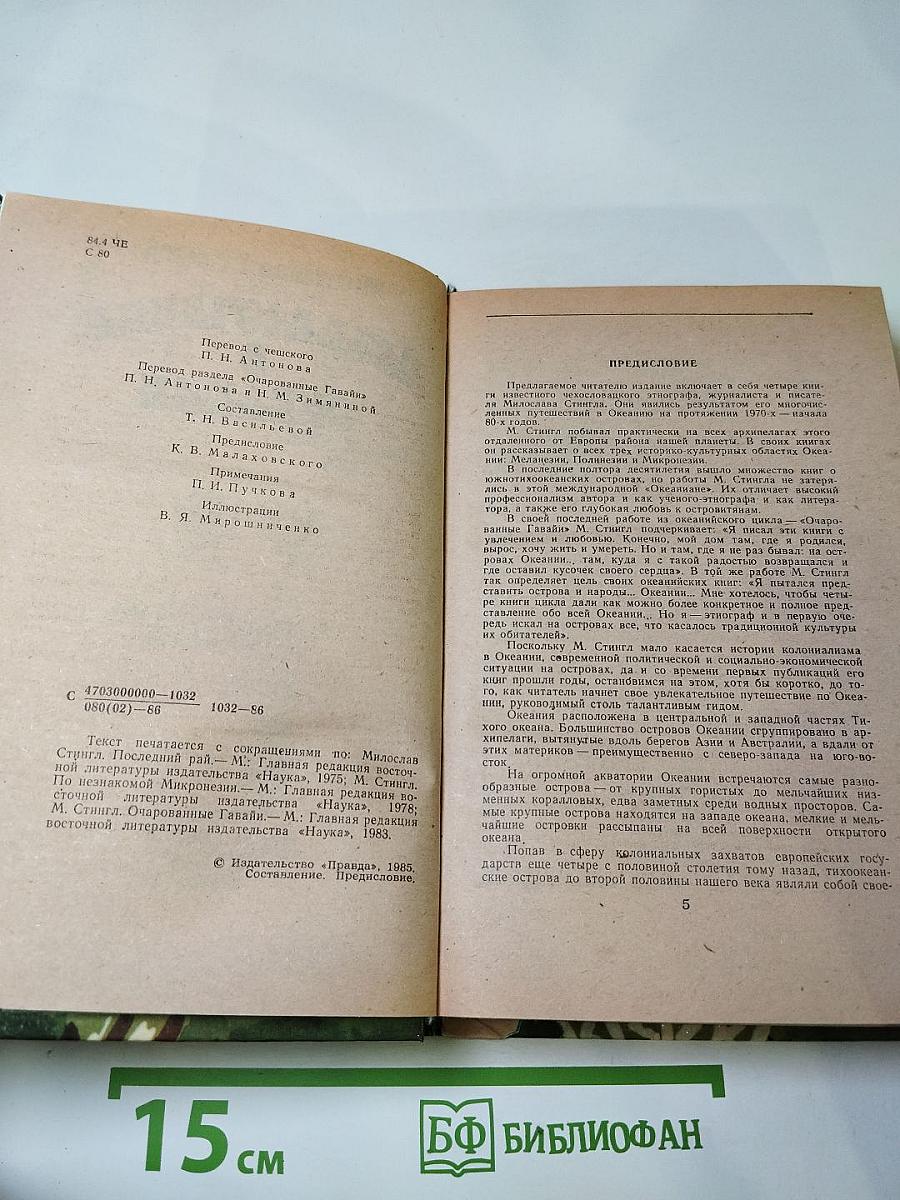 84.4 ЧЕ
С 80
Перевод с чешского
П. Н. Антонова
Перевод раздела «Очарованные Гавайи»
П. Н. Антонова и Н. М. Зимяниной
Составление
Т. Н. Васильевой
Предисловие
К. В. Малаховского
Примечания
П. И. Пучкова
Иллюстрации
В. Я. Мирошниченко
С 4703000000—1032
080(02)—86 1032—86
Текст печатается с сокращениями по: Милослав
Стингл. Последний рай.— М.: Главная редакция восточ-
ной литературы издательства «Наука», 1975; М. Стингл.
По незнакомой Микронезии.— М.: Главная редакция во-
сточной литературы издательства «Наука», 1978;
М. Стингл. Очарованные Гавайи.— М.: Главная редакция
восточной литературы издательства «Наука», 1983.
© Издательство «Правда», 1985.
Составление. Предисловие.
ПРЕДИСЛОВИЕ
Предлагаемое читателю издание включает в себя четыре кни-
ги известного чехословацкого этнографа, журналиста и писате-
ля Милослава Стингла. Они явились результатом его многочис-
ленных путешествий в Океанию на протяжении 1970-х — начала
80-х годов.
М. Стингл побывал практически на всех архипелагах этого
отдаленного от Европы района нашей планеты. В своих книгах
он рассказывает о всех трех историко-культурных областях Океа-
нии: Меланезии, Полинезии и Микронезии.
В последние полтора десятилетия вышло множество книг о
южнотихоокеанских островах, но работы М. Стингла не затеря-
лись в этой международной «Океаниане». Их отличает высокий
профессионализм автора и как ученого-этнографа и как литера-
тора, а также его глубокая любовь к островитянам.
В своей последней работе из океанийского цикла — «Очаро-
ванные Гавайи» М. Стингл подчеркивает: «Я писал эти книги с
увлечением и любовью. Конечно, мой дом там, где я родился,
вырос, хочу жить и умереть. Но и там, где я не раз бывал: на ост-
ровах Океании... там, куда я с такой радостью возвращался и
где оставил кусочек своего сердца». В той же работе М. Стингл
так определяет цель своих океанийских книг: «Я пытался пред-
ставить острова и народы... Океании... Мне хотелось, чтобы четы-
ре книги цикла дали как можно более конкретное и полное пред-
ставление обо всей Океании... Но я — этнограф и в первую оче-
редь искал на островах все, что касалось традиционной культуры
их обитателей».
Поскольку М. Стингл мало касается истории колониализма
в Океании, современной политической и социально-экономической
ситуации на островах, да и со времени первых публикаций его
книг прошли годы, остановимся на этом, хотя бы коротко, до то-
го, как читатель начнет свое увлекательное путешествие по Океа-
нии, руководимый столь талантливым гидом.
Океания расположена в центральной и западной частях Ти-
хого океана. Большинство островов Океании сгруппировано в ар-
хипелаги, вытянутые вдоль берегов Азии и Австралии, а вдали от
этих материков — преимущественно с северо-запада на юго-во-
сток.
На огромной акватории Океании встречаются самые разно-
образные острова — от крупных гористых до мельчайших низ-
менных коралловых, едва заметных среди водных просторов. Са-
мые крупные острова находятся на западе океана, мелкие и мель-
чайшие островки рассыпаны на всей поверхности открытого
океана.
Попав в сферу колониальных захватов европейских госу-
дарств еще четыре с половиной столетия тому назад, тихоокеан-
ские острова до второй половины нашего века являли собой свое-
5
15 см
БФ БИБЛИОФАН